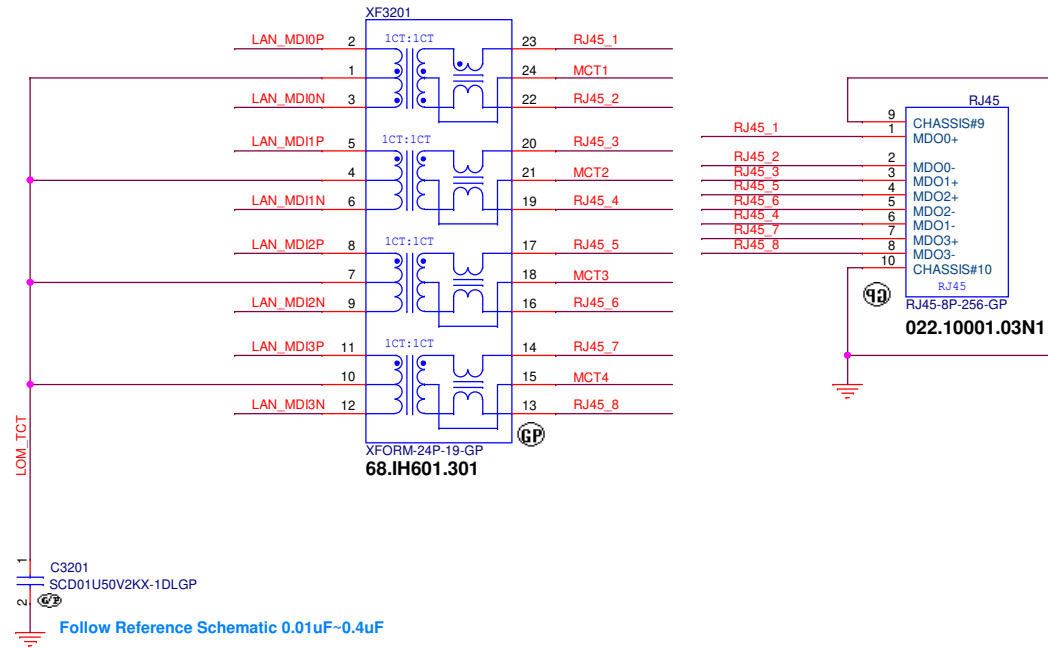 XF3201
LAN_MDI0P 2 1CT:1CT 23 RJ45_1
1 24 MCT1
LAN_MDI0N 3 22 RJ45_2
LAN_MDI1P 5 1CT:1CT 20 RJ45_3
4 21 MCT2
LAN_MDI1N 6 19 RJ45_4
LAN_MDI2P 8 1CT:1CT 17 RJ45_5
7 18 MCT3
LAN_MDI2N 9 16 RJ45_6
LAN_MDI3P 11 1CT:1CT 14 RJ45_7
10 15 MCT4
LAN_MDI3N 12 13 RJ45_8
GP
XFORM-24P-19-GP
68.IH601.301
LOM_TCT
RJ45
9 CHASSIS#9
RJ45_1 1 MDO0+
RJ45_2 2 MDO0-
RJ45_3 3 MDO1+
RJ45_5 4 MDO2+
RJ45_6 5 MDO2-
RJ45_4 6 MDO1-
RJ45_7 7 MDO3+
RJ45_8 8 MDO3-
10 CHASSIS#10
RJ45
GP
RJ45-8P-256-GP
022.10001.03N1
1
C3201
SCD01U50V2KX-1DLGP
2
G/P
Follow Reference Schematic 0.01uF~0.4uF